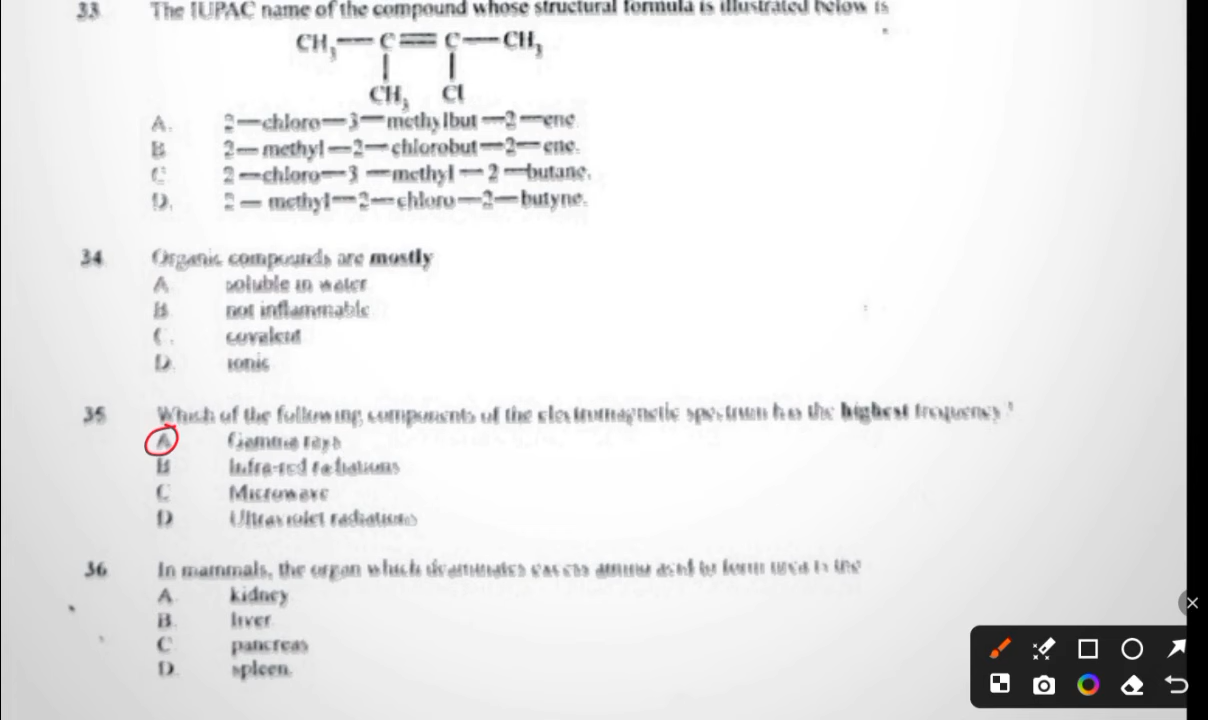 33 The IUPAC name of the compound whose structural formula is illustrated below is
CH₃—C══C—CH₃
| |
CH₃ Cl
A. 2—chloro—3—methylbut—2—ene
B 2—methyl—2—chlorobut—2—ene.
C 2—chloro—3—methyl—2—butane.
D. 2—methyl—2—chloro—2—butyne.
34 Organic compounds are mostly
A soluble in water
B not inflammable
C. covalent
D. ionic
35 Which of the following components of the electromagnetic spectrum has the highest frequency?
A Gamma rays
B Infra-red radiations
C Microwave
D Ultraviolet radiations
36 In mammals, the organ which deaminates excess amino acid to form urea is the
A kidney
B. liver
C pancreas
D. spleen.